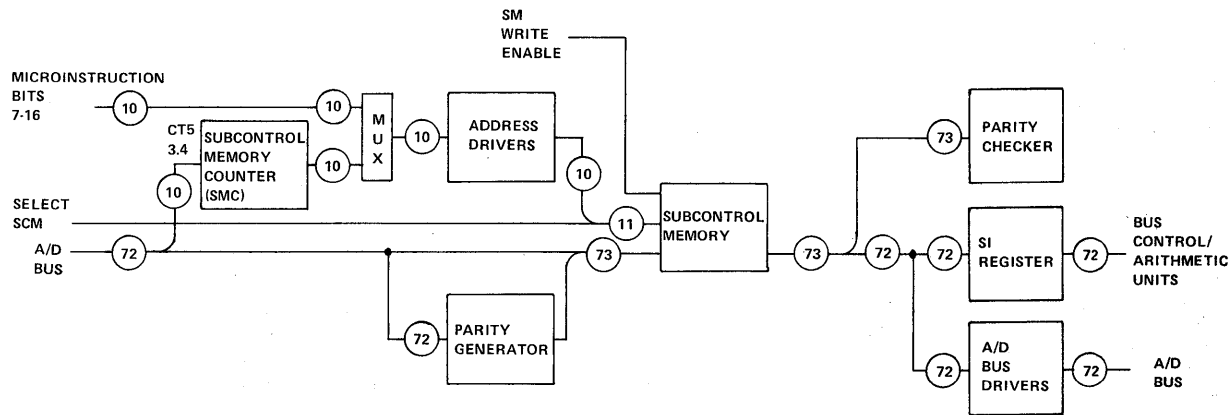 SM
WRITE
ENABLE
MICROINSTRUCTION
BITS
7-16
10
10
MUX
10
ADDRESS
DRIVERS
CT5
3.4
SUBCONTROL
MEMORY
COUNTER
(SMC)
10
10
10
SELECT
SCM
11
SUBCONTROL
MEMORY
A/D
BUS
72
73
72
PARITY
GENERATOR
73
72
73
PARITY
CHECKER
72
SI
REGISTER
72
BUS
CONTROL/
ARITHMETIC
UNITS
72
A/D
BUS
DRIVERS
72
A/D
BUS